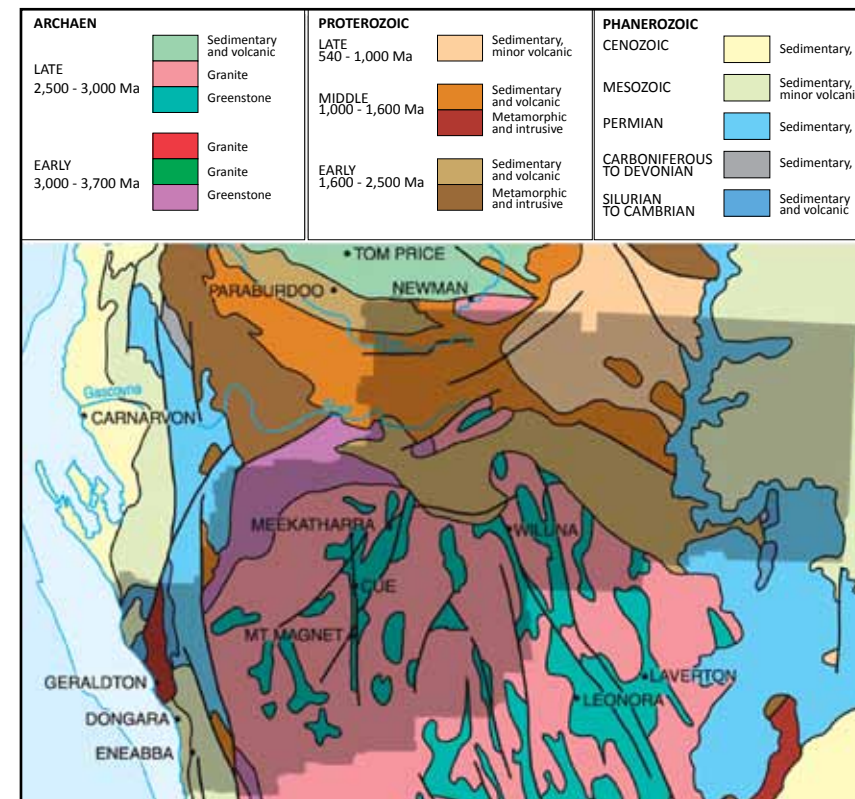 ARCHAEN
LATE
2,500 - 3,000 Ma
Sedimentary
and volcanic
Granite
Greenstone
EARLY
3,000 - 3,700 Ma
Granite
Granite
Greenstone
PROTEROZOIC
LATE
540 - 1,000 Ma
Sedimentary,
minor volcanic
MIDDLE
1,000 - 1,600 Ma
Sedimentary
and volcanic
Metamorphic
and intrusive
EARLY
1,600 - 2,500 Ma
Sedimentary
and volcanic
Metamorphic
and intrusive
PHANEROZOIC
CENOZOIC
Sedimentary,
MESOZOIC
Sedimentary,
minor volcani
PERMIAN
Sedimentary,
CARBONIFEROUS
TO DEVONIAN
Sedimentary,
SILURIAN
TO CAMBRIAN
Sedimentary
and volcanic
TOM PRICE
PARABURDOO
NEWMAN
Gascoyna
CARNARVON
MEEKATHARRA
WILUNA
CUE
MT MAGNET
GERALDTON
LAVERTON
LEONORA
DONGARA
ENEABBA